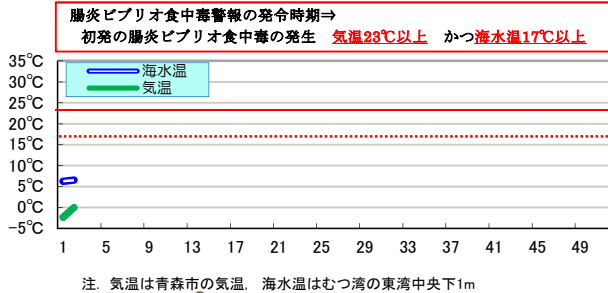 腸炎ビブリオ食中毒警報の発令時期⇒
初発の腸炎ビブリオ食中毒の発生 気温23℃以上 かつ海水温17℃以上
35℃
30℃
25℃
20℃
15℃
10℃
5℃
0℃
-5℃
海水温
気温
1 5 9 13 17 21 25 29 33 37 41 45 49
注. 気温は青森市の気温, 海水温はむつ湾の東湾中央下1m